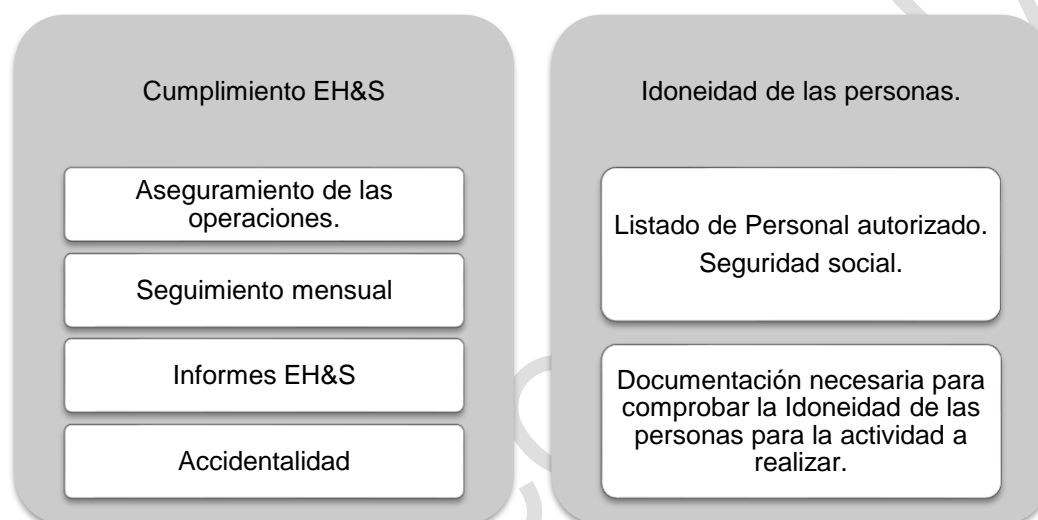 Cumplimiento EH&S
Aseguramiento de las
operaciones.
Seguimiento mensual
Informes EH&S
Accidentalidad
Idoneidad de las personas.
Listado de Personal autorizado.
Seguridad social.
Documentación necesaria para
comprobar la Idoneidad de las
personas para la actividad a
realizar.